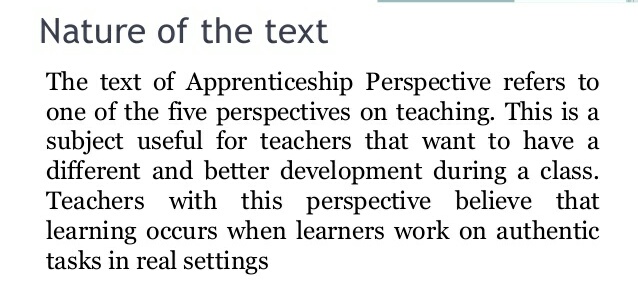 Nature of the text
The text of Apprenticeship Perspective refers to
one of the five perspectives on teaching. This is a
subject useful for teachers that want to have a
different and better development during a class.
Teachers with this perspective believe that
learning occurs when learners work on authentic
tasks in real settings